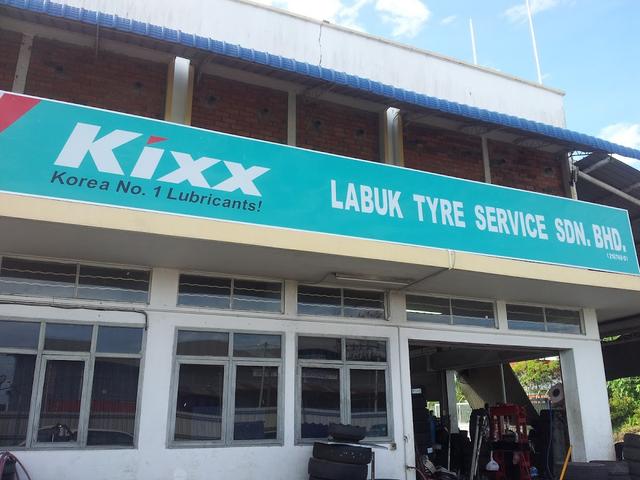 Kixx
Korea No. 1 Lubricants!
LABUK TYRE SERVICE SDN. BHD.